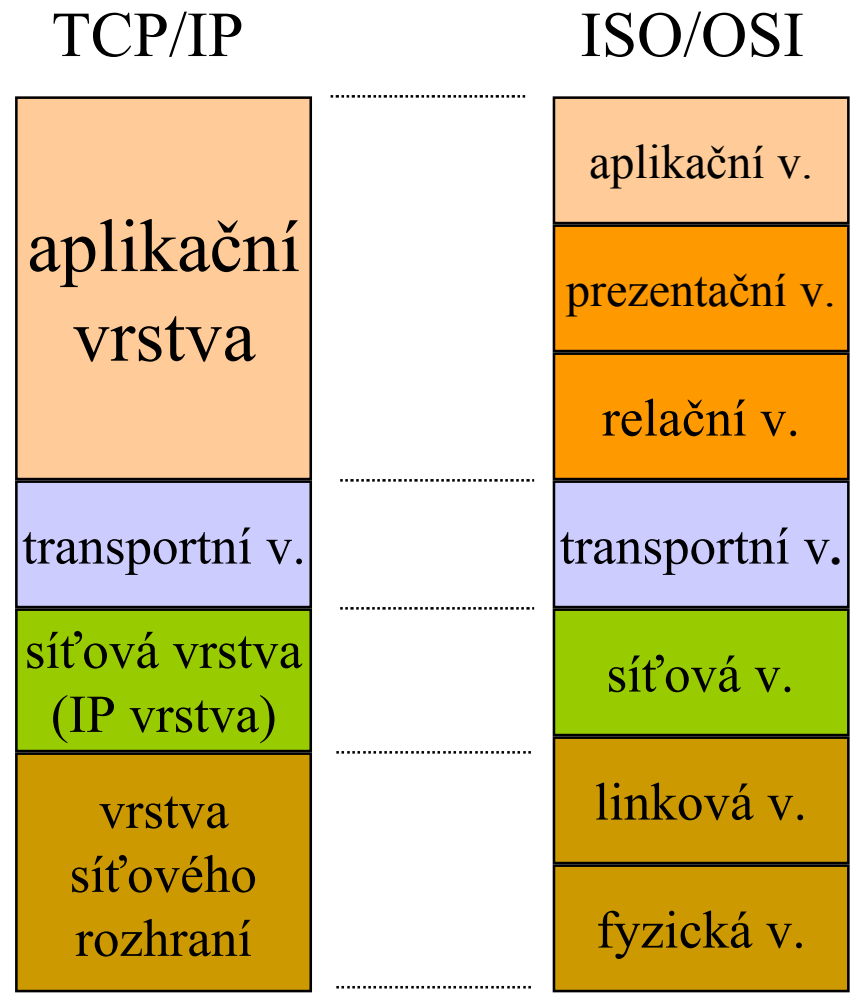 TCP/IP
ISO/OSI
aplikační
vrstva
transportní v.
síťová vrstva
(IP vrstva)
vrstva
síťového
rozhraní
aplikační v.
prezentační v.
relační v.
transportní v.
síťová v.
linková v.
fyzická v.